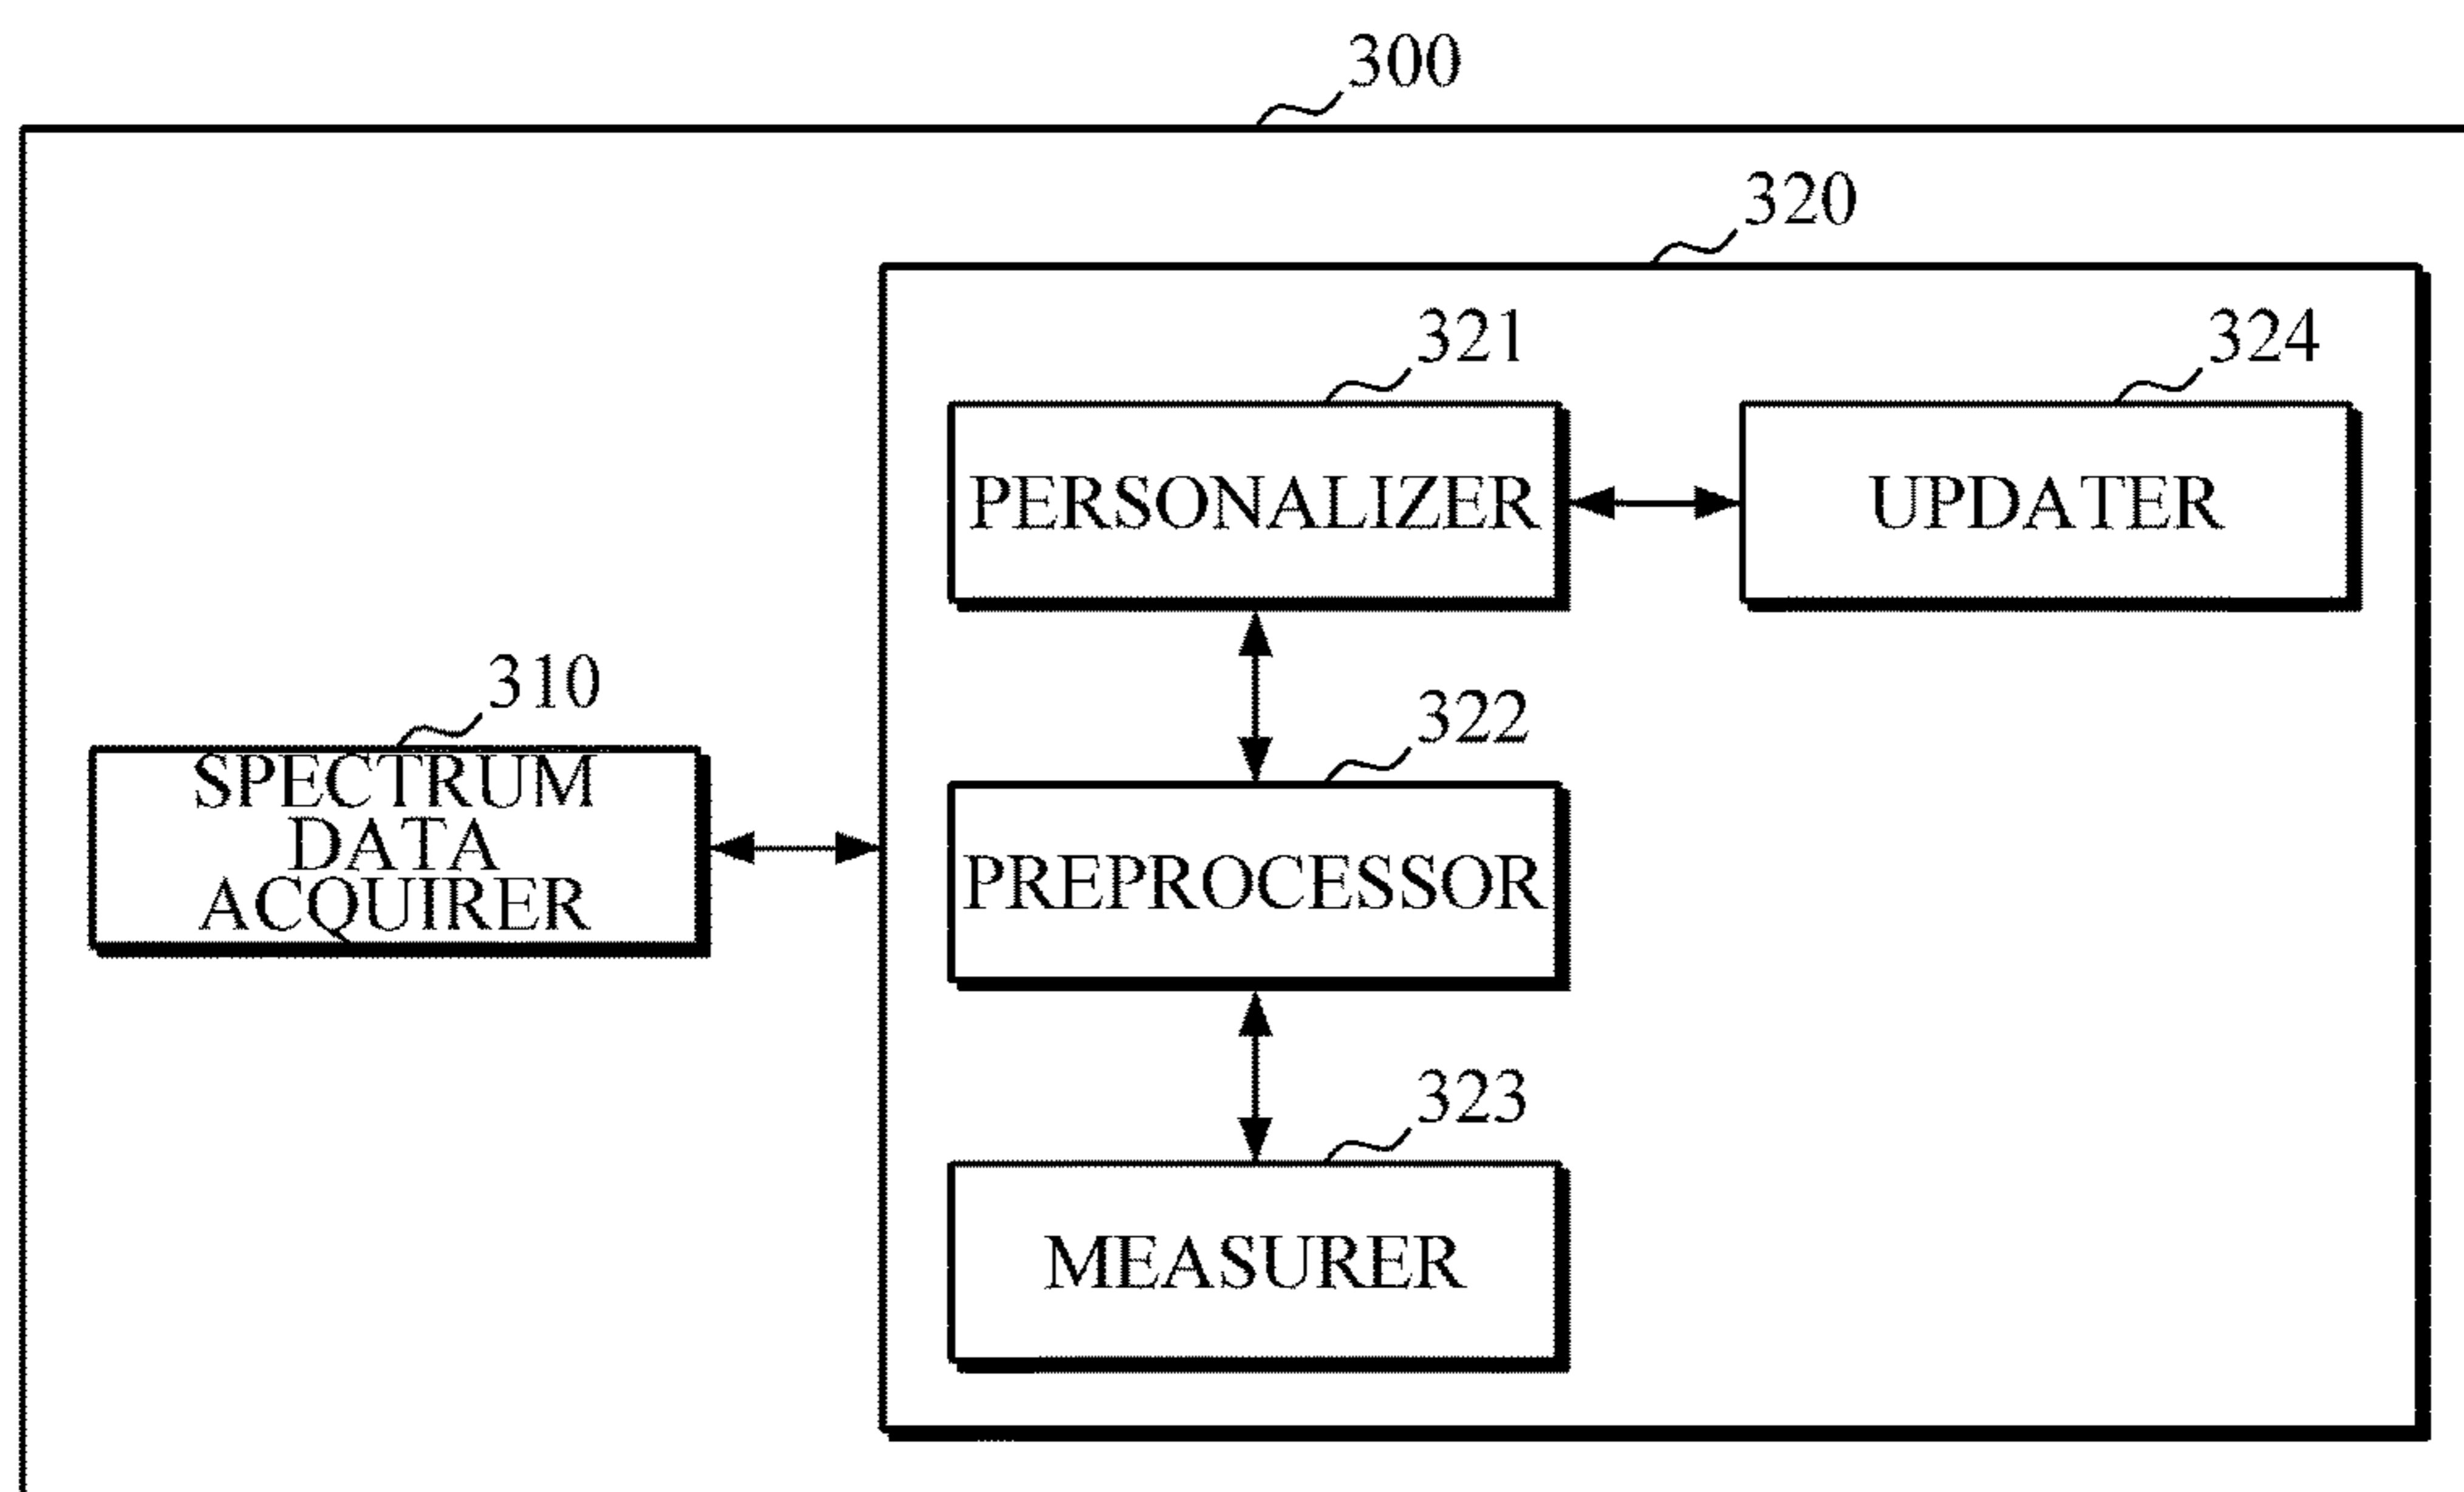 300
320
321
324
PERSONALIZER
UPDATER
310
322
SPECTRUM
DATA
ACQUIRER
PREPROCESSOR
323
MEASURER